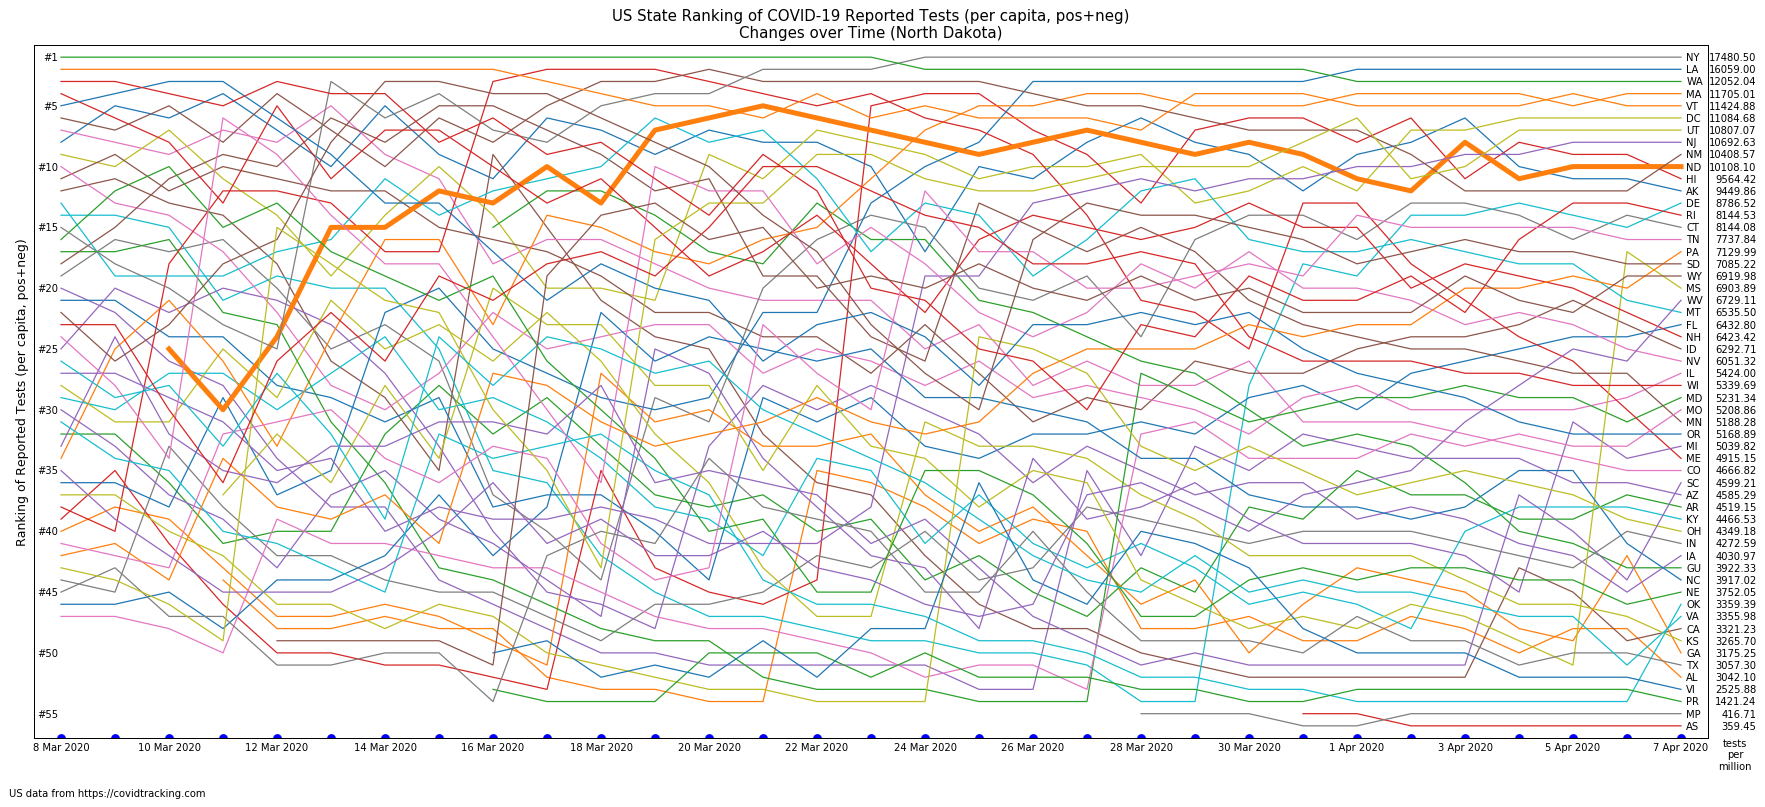 US State Ranking of COVID-19 Reported Tests (per capita, pos+neg)
Changes over Time (North Dakota)
Ranking of Reported Tests (per capita, pos+neg)
#1
#5
#10
#15
#20
#25
#30
#35
#40
#45
#50
#55
NY 17480.50
LA 16059.00
WA 12052.04
MA 11705.01
VT 11424.88
DC 11084.68
UT 10807.07
NJ 10692.63
NM 10408.57
ND 10108.10
HI 9564.42
AK 9449.86
DE 8786.52
RI 8144.53
CT 8144.08
TN 7737.84
PA 7129.99
SD 7085.22
WY 6919.98
MS 6903.89
WV 6729.11
MT 6535.50
FL 6432.80
NH 6423.42
ID 6292.71
NV 6051.32
IL 5424.00
WI 5339.69
MD 5231.34
MO 5208.86
MN 5188.28
OR 5168.89
MI 5039.82
ME 4915.15
CO 4666.82
SC 4599.21
AZ 4585.29
AR 4519.15
KY 4466.53
OH 4349.18
IN 4272.59
IA 4030.97
GU 3922.33
NC 3917.02
NE 3752.05
OK 3359.39
VA 3355.98
CA 3321.23
KS 3265.70
GA 3175.25
TX 3057.30
AL 3042.10
VI 2525.88
PR 1421.24
MP 416.71
AS 359.45
8 Mar 2020
10 Mar 2020
12 Mar 2020
14 Mar 2020
16 Mar 2020
18 Mar 2020
20 Mar 2020
22 Mar 2020
24 Mar 2020
26 Mar 2020
28 Mar 2020
30 Mar 2020
1 Apr 2020
3 Apr 2020
5 Apr 2020
7 Apr 2020
tests
per
million
US data from https://covidtracking.com